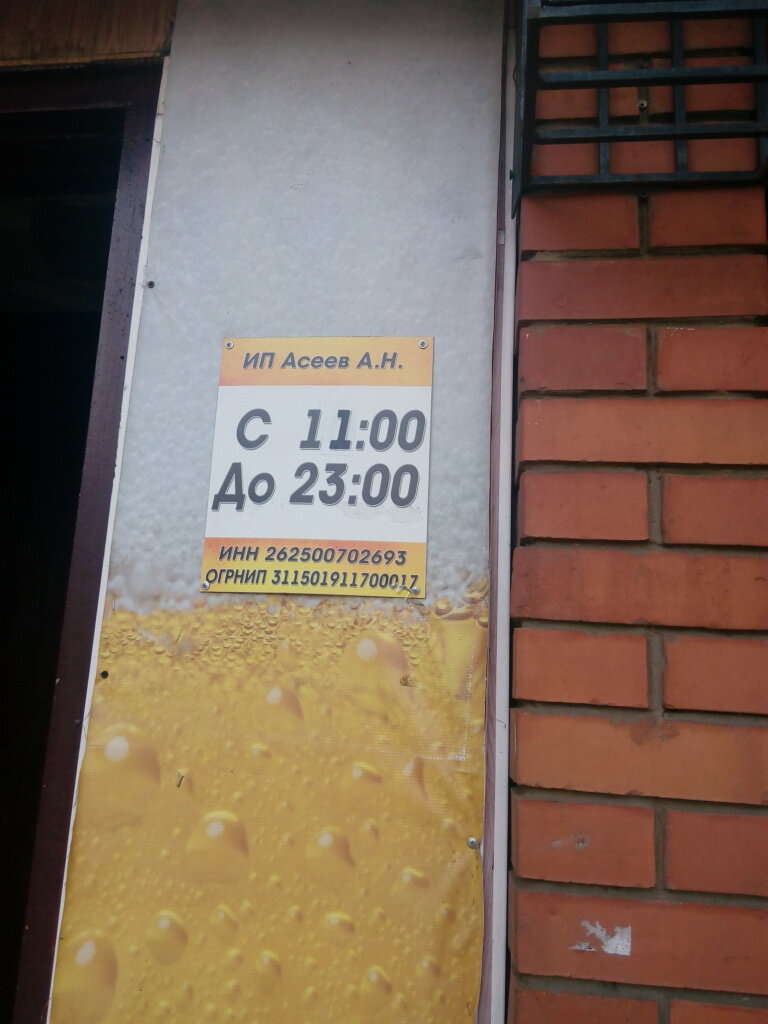 ИП Асеев А.Н.
С 11:00
До 23:00
ИНН 262500702693
ОГРНИП 311501911700017